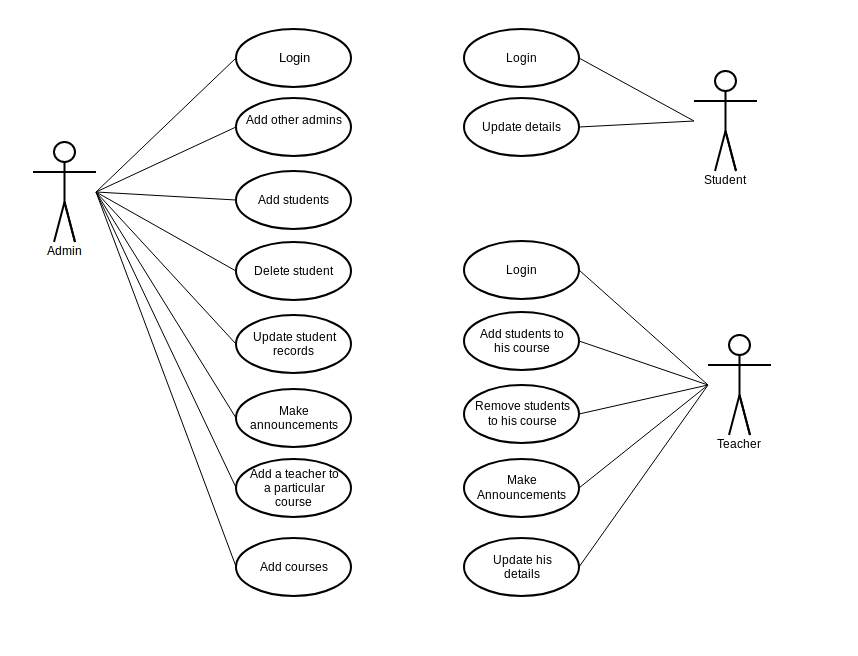 Login
Add other admins
Add students
Delete student
Update student
records
Make
announcements
Add a teacher to
a particular
course
Add courses
Admin
Login
Update details
Student
Login
Add students to
his course
Remove students
to his course
Make
Announcements
Update his
details
Teacher